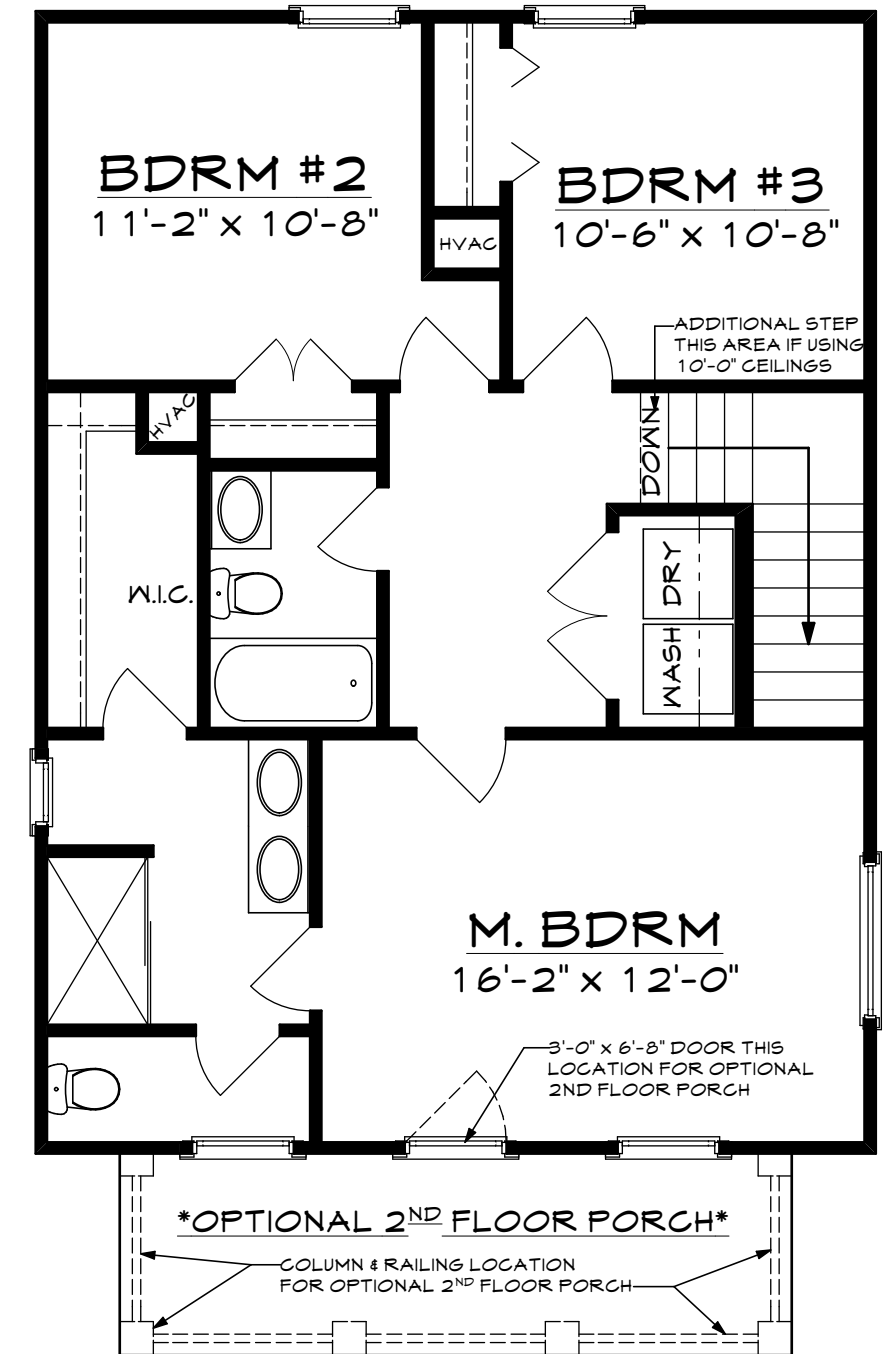 BDRM #2
11'-2" x 10'-8"
BDRM #3
10'-6" x 10'-8"
HVAC
ADDITIONAL STEP
THIS AREA IF USING
10'-0" CEILINGS
HVAC
DOWN
W.I.C.
DRY
WASH
M. BDRM
16'-2" x 12'-0"
3'-0" x 6'-8" DOOR THIS
LOCATION FOR OPTIONAL
2ND FLOOR PORCH
*OPTIONAL 2ND FLOOR PORCH*
COLUMN & RAILING LOCATION
FOR OPTIONAL 2ND FLOOR PORCH